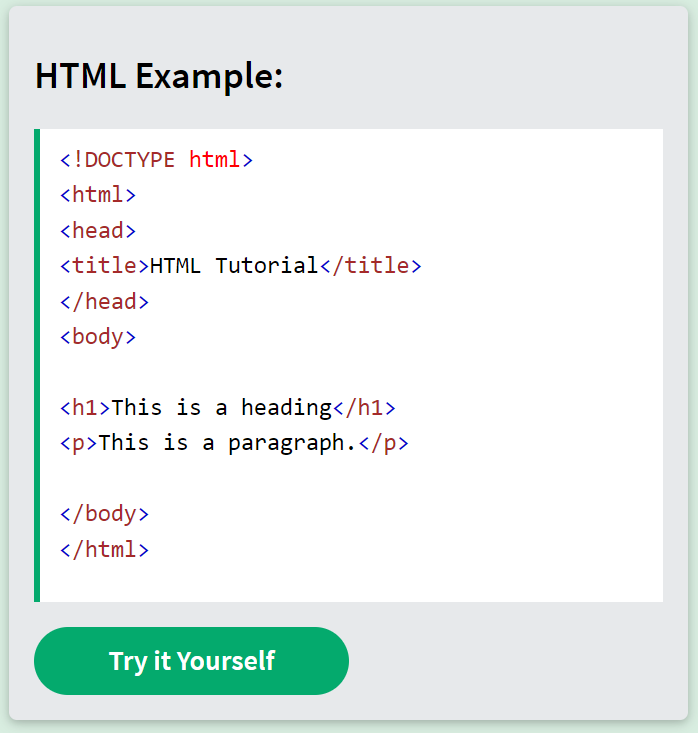 HTML Example:
<!DOCTYPE html>
<html>
<head>
<title>HTML Tutorial</title>
</head>
<body>
<h1>This is a heading</h1>
<p>This is a paragraph.</p>
</body>
</html>
Try it Yourself